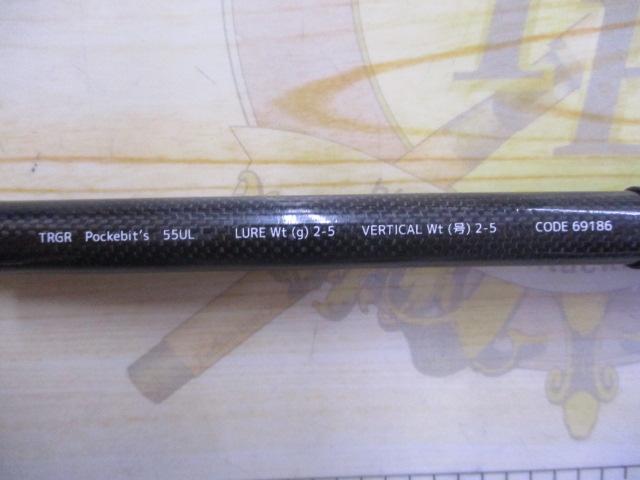 TRGR Pockebit's 55UL LURE Wt (g) 2-5 VERTICAL Wt (号) 2-5 CODE 69186